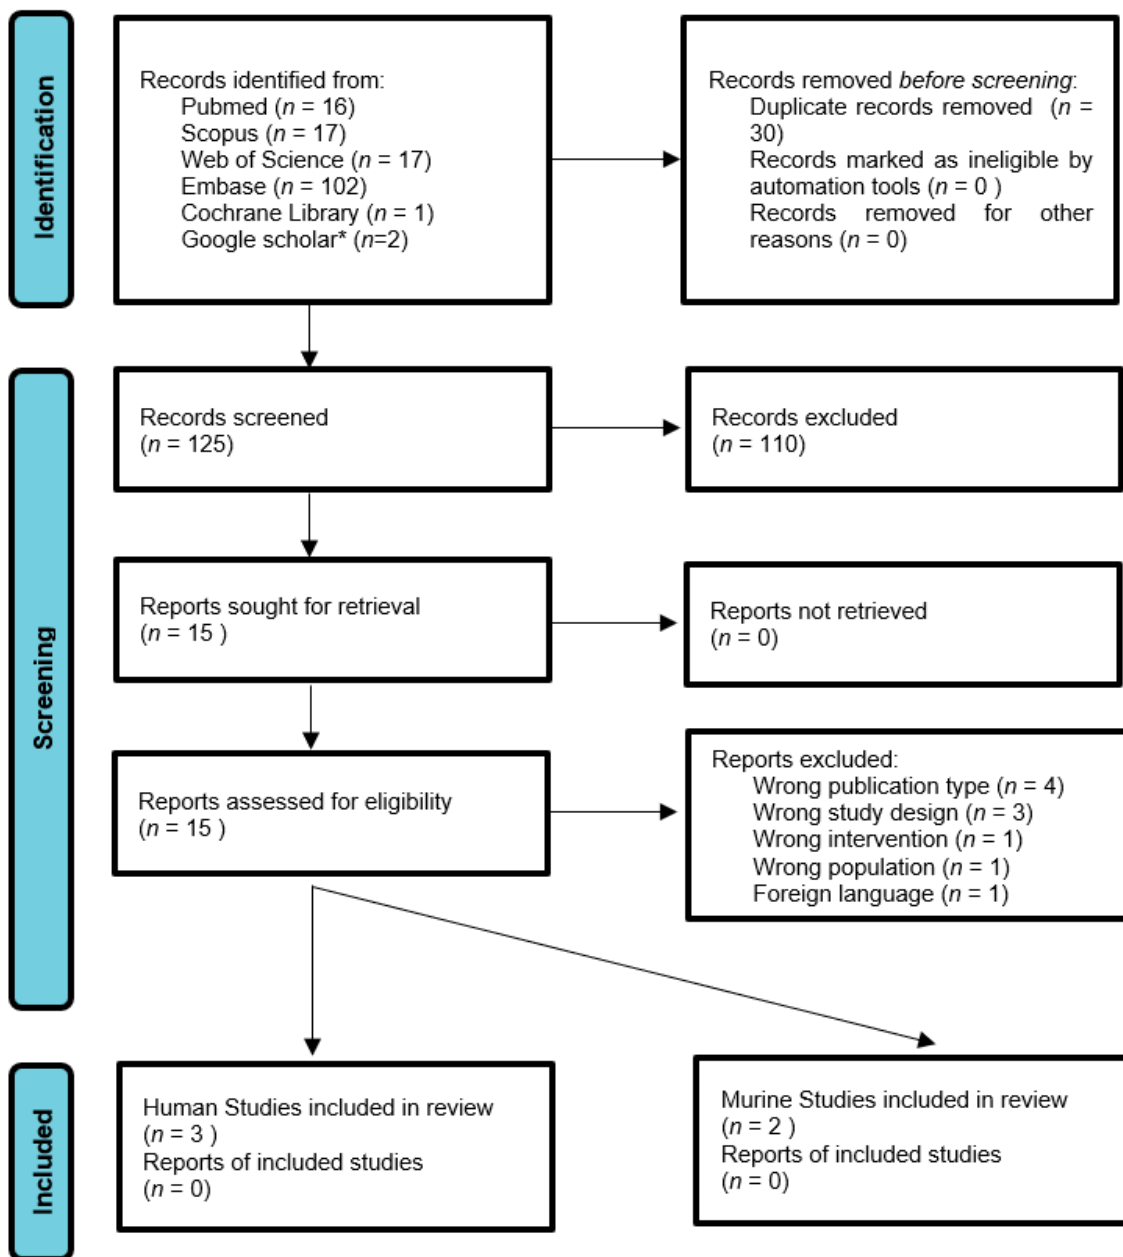 Identification
Records identified from:
Pubmed (n = 16)
Scopus (n = 17)
Web of Science (n = 17)
Embase (n = 102)
Cochrane Library (n = 1)
Google scholar* (n=2)
Records removed before screening:
Duplicate records removed (n =
30)
Records marked as ineligible by
automation tools (n = 0 )
Records removed for other
reasons (n = 0)
Screening
Records screened
(n = 125)
Records excluded
(n = 110)
Reports sought for retrieval
(n = 15 )
Reports not retrieved
(n = 0)
Reports assessed for eligibility
(n = 15 )
Reports excluded:
Wrong publication type (n = 4)
Wrong study design (n = 3)
Wrong intervention (n = 1)
Wrong population (n = 1)
Foreign language (n = 1)
Included
Human Studies included in review
(n = 3 )
Reports of included studies
(n = 0)
Murine Studies included in review
(n = 2 )
Reports of included studies
(n = 0)